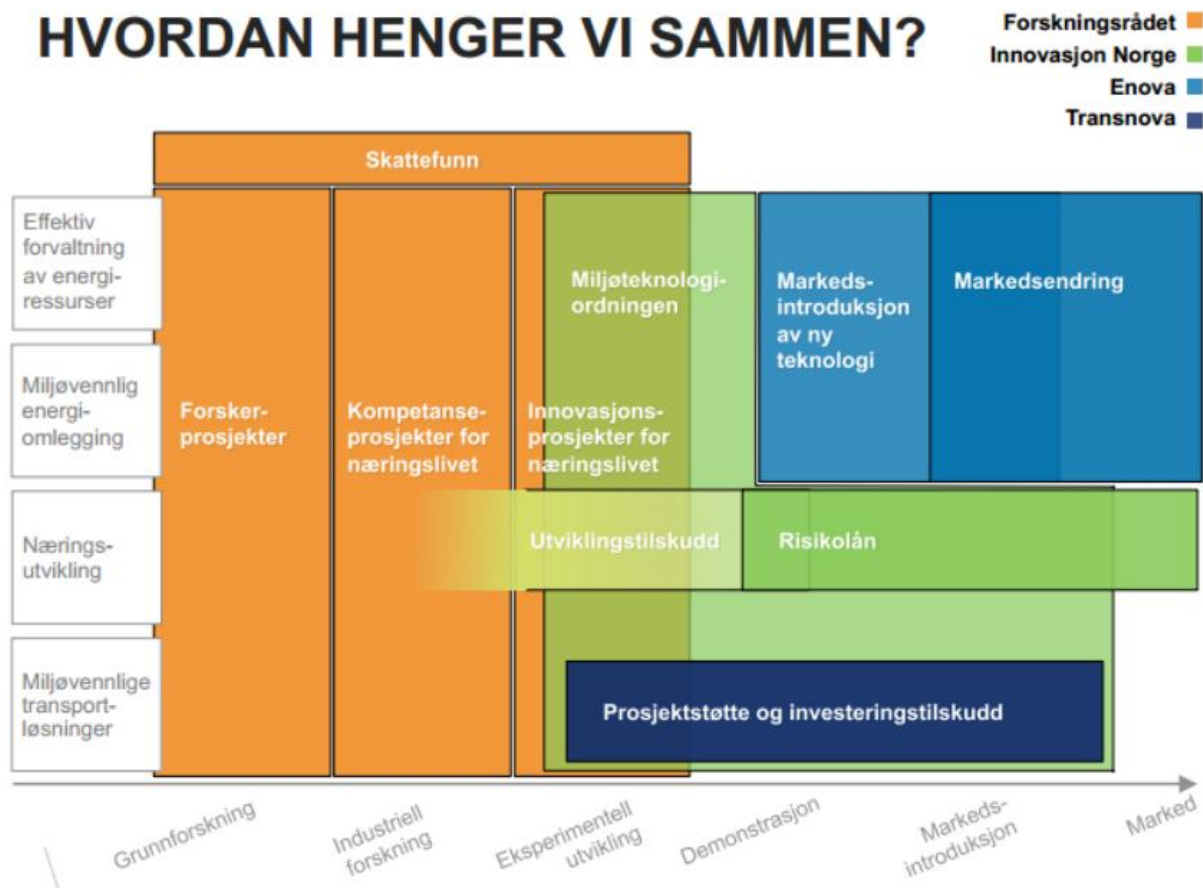 HVORDAN HENGER VI SAMMEN?
Forskningsrådet
Innovasjon Norge
Enova
Transnova
Skattefunn
Effektiv
forvaltning
av energi-
ressurser
Miljøteknologi-
ordningen
Markeds-
introduksjon
av ny
teknologi
Markedsendring
Miljøvennlig
energi-
omlegging
Forsker-
prosjekter
Kompetanse-
prosjekter for
næringslivet
Innovasjons-
prosjekter for
næringslivet
Nærings-
utvikling
Utviklingstilskudd
Risikolån
Miljøvennlige
transport-
løsninger
Prosjektstøtte og investeringstilskudd
Grunnforskning
Industriell
forskning
Eksperimentell
utvikling
Demonstrasjon
Markeds-
introduksjon
Marked